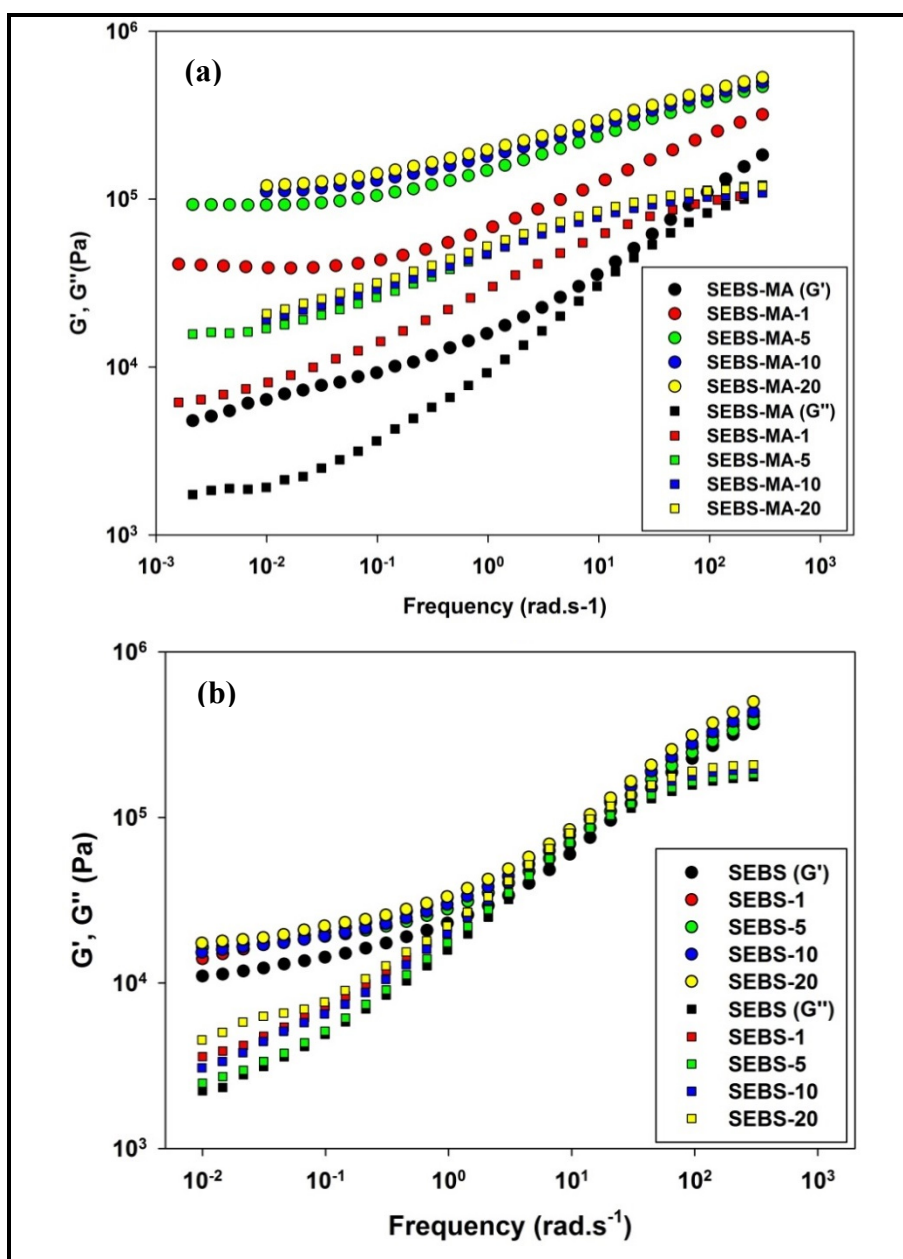 (a)
10⁶
10⁵
10⁴
10³
G', G''(Pa)
SEBS-MA (G')
SEBS-MA-1
SEBS-MA-5
SEBS-MA-10
SEBS-MA-20
SEBS-MA (G'')
SEBS-MA-1
SEBS-MA-5
SEBS-MA-10
SEBS-MA-20
10⁻³ 10⁻² 10⁻¹ 10⁰ 10¹ 10² 10³
Frequency (rad.s-1)
(b)
10⁶
10⁵
10⁴
10³
G', G'' (Pa)
SEBS (G')
SEBS-1
SEBS-5
SEBS-10
SEBS-20
SEBS (G'')
SEBS-1
SEBS-5
SEBS-10
SEBS-20
10⁻² 10⁻¹ 10⁰ 10¹ 10² 10³
Frequency (rad.s⁻¹)